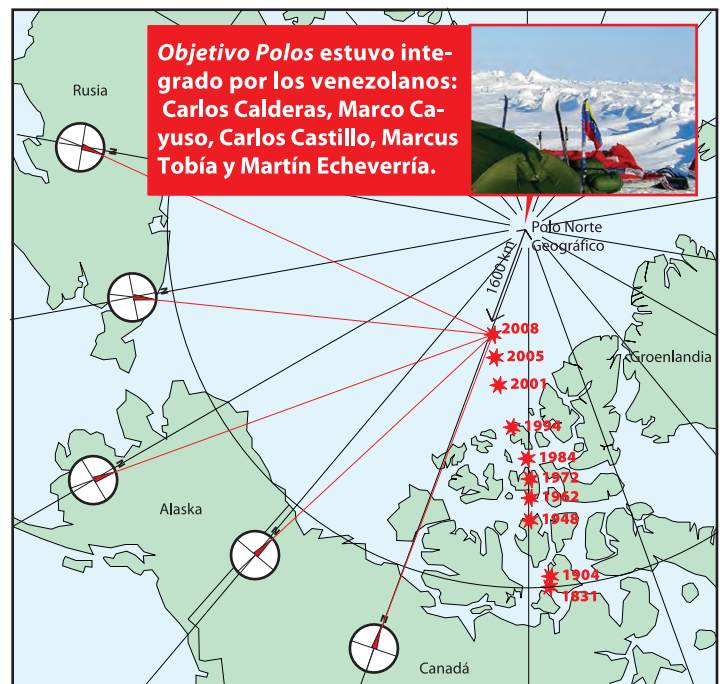 Objetivo Polos estuvo inte-
grado por los venezolanos:
Carlos Calderas, Marco Ca-
yuso, Carlos Castillo, Marcus
Tobía y Martín Echeverría.
Rusia
N
Polo Norte
Geográfico
1600 km
N
2008
2005
Groenlandia
2001
1994
1984
N
1972
1962
Alaska
1948
N
1904
1831
N
Canadá